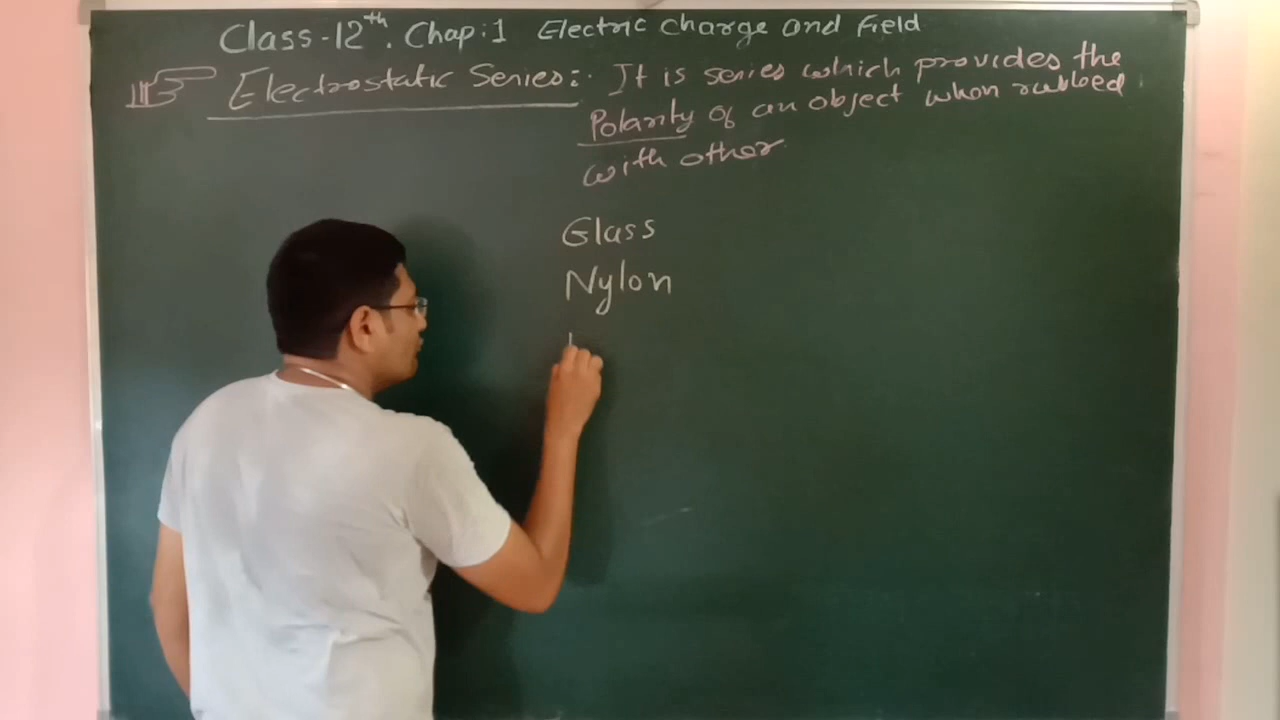 Class-12th. Chap:1 Electric Charge and Field
Electrostatic Series:- It is series which provides the
Polarity of an object when rubbed
with other
Glass
Nylon